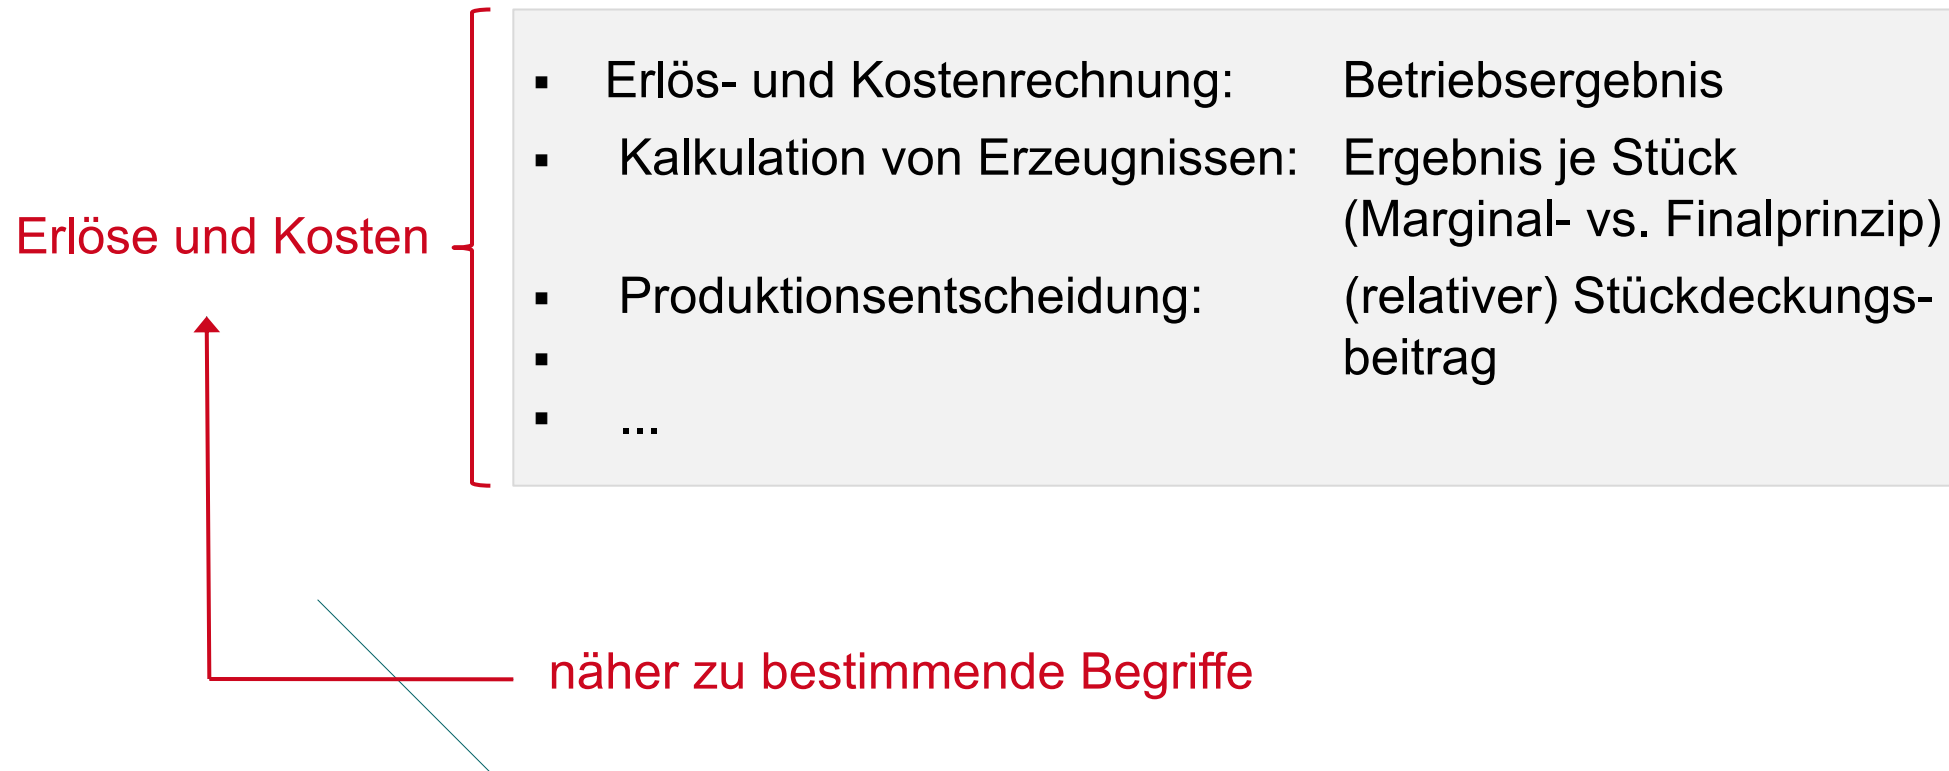 ▪ Erlös- und Kostenrechnung: Betriebsergebnis
▪ Kalkulation von Erzeugnissen: Ergebnis je Stück
(Marginal- vs. Finalprinzip)
Erlöse und Kosten
▪ Produktionsentscheidung: (relativer) Stückdeckungs-
▪ beitrag
▪ ...
näher zu bestimmende Begriffe